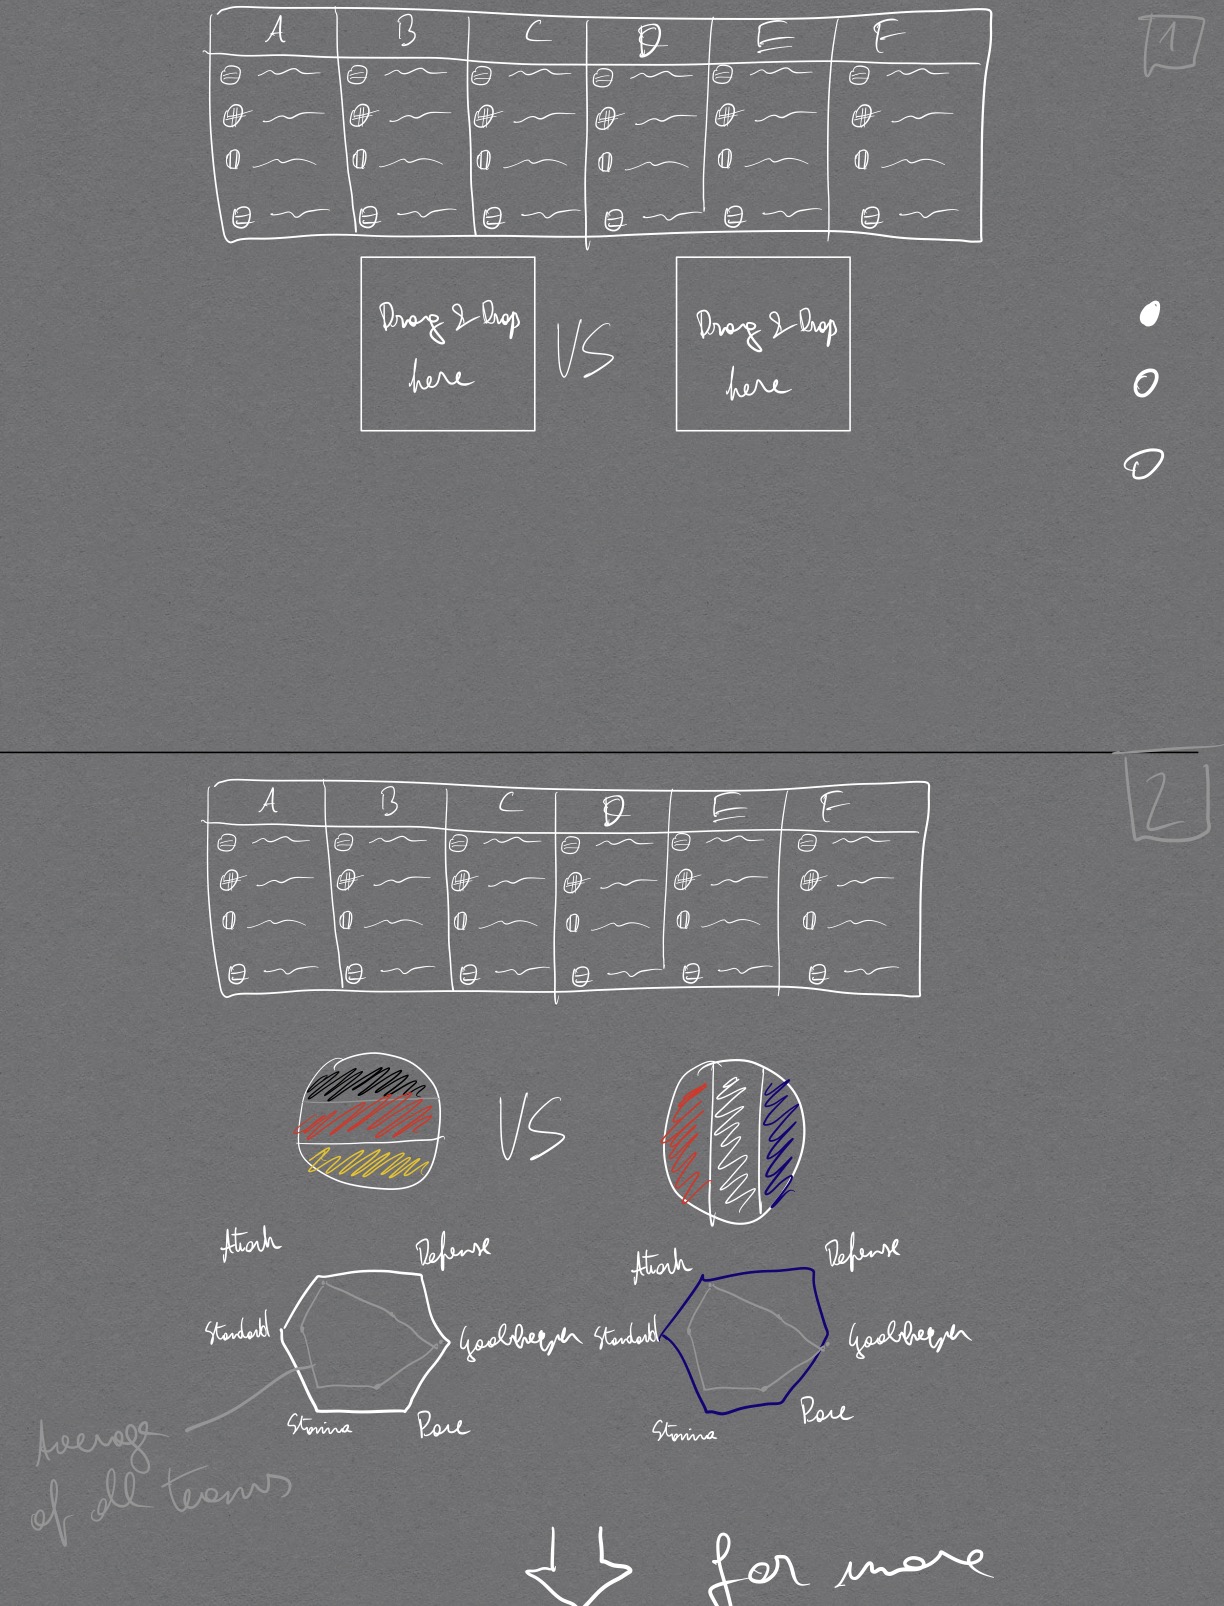 A B C D E F
1
Drag & Drop
here
VS
Drag & Drop
here
2
A B C D E F
VS
Attack
Defense
Standard
Goalkeeper
Stamina
Pace
Attack
Defense
Standard
Goalkeeper
Stamina
Pace
Average
of all teams
for more